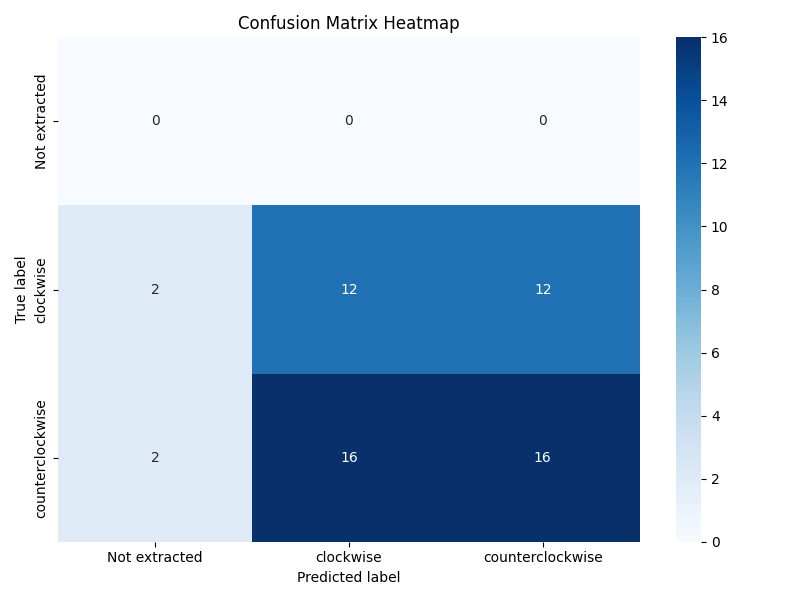 Confusion Matrix Heatmap
True label
Not extracted
clockwise
counterclockwise
0 0 0
2 12 12
2 16 16
Not extracted clockwise counterclockwise
Predicted label
16
14
12
10
8
6
4
2
0